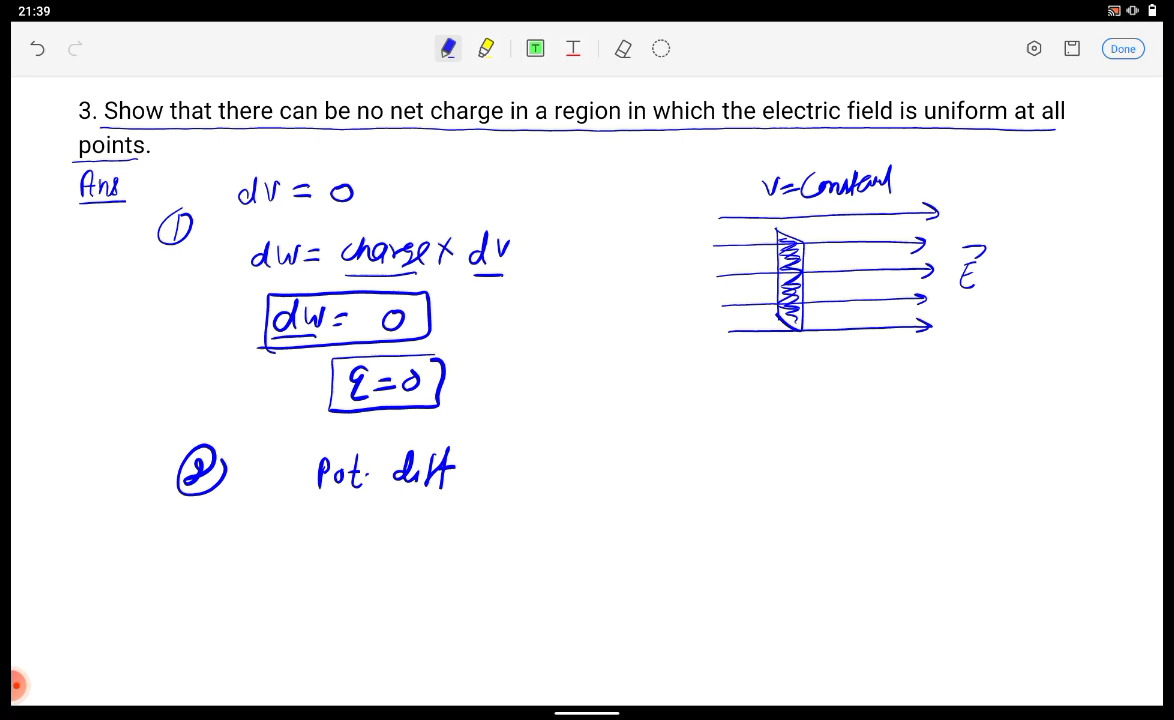 21:39
T T Done
3. Show that there can be no net charge in a region in which the electric field is uniform at all
points.
Ans
① dv = 0
v = Constant
dw = charge x dv
E
dw = 0
q = 0
② Pot. diff